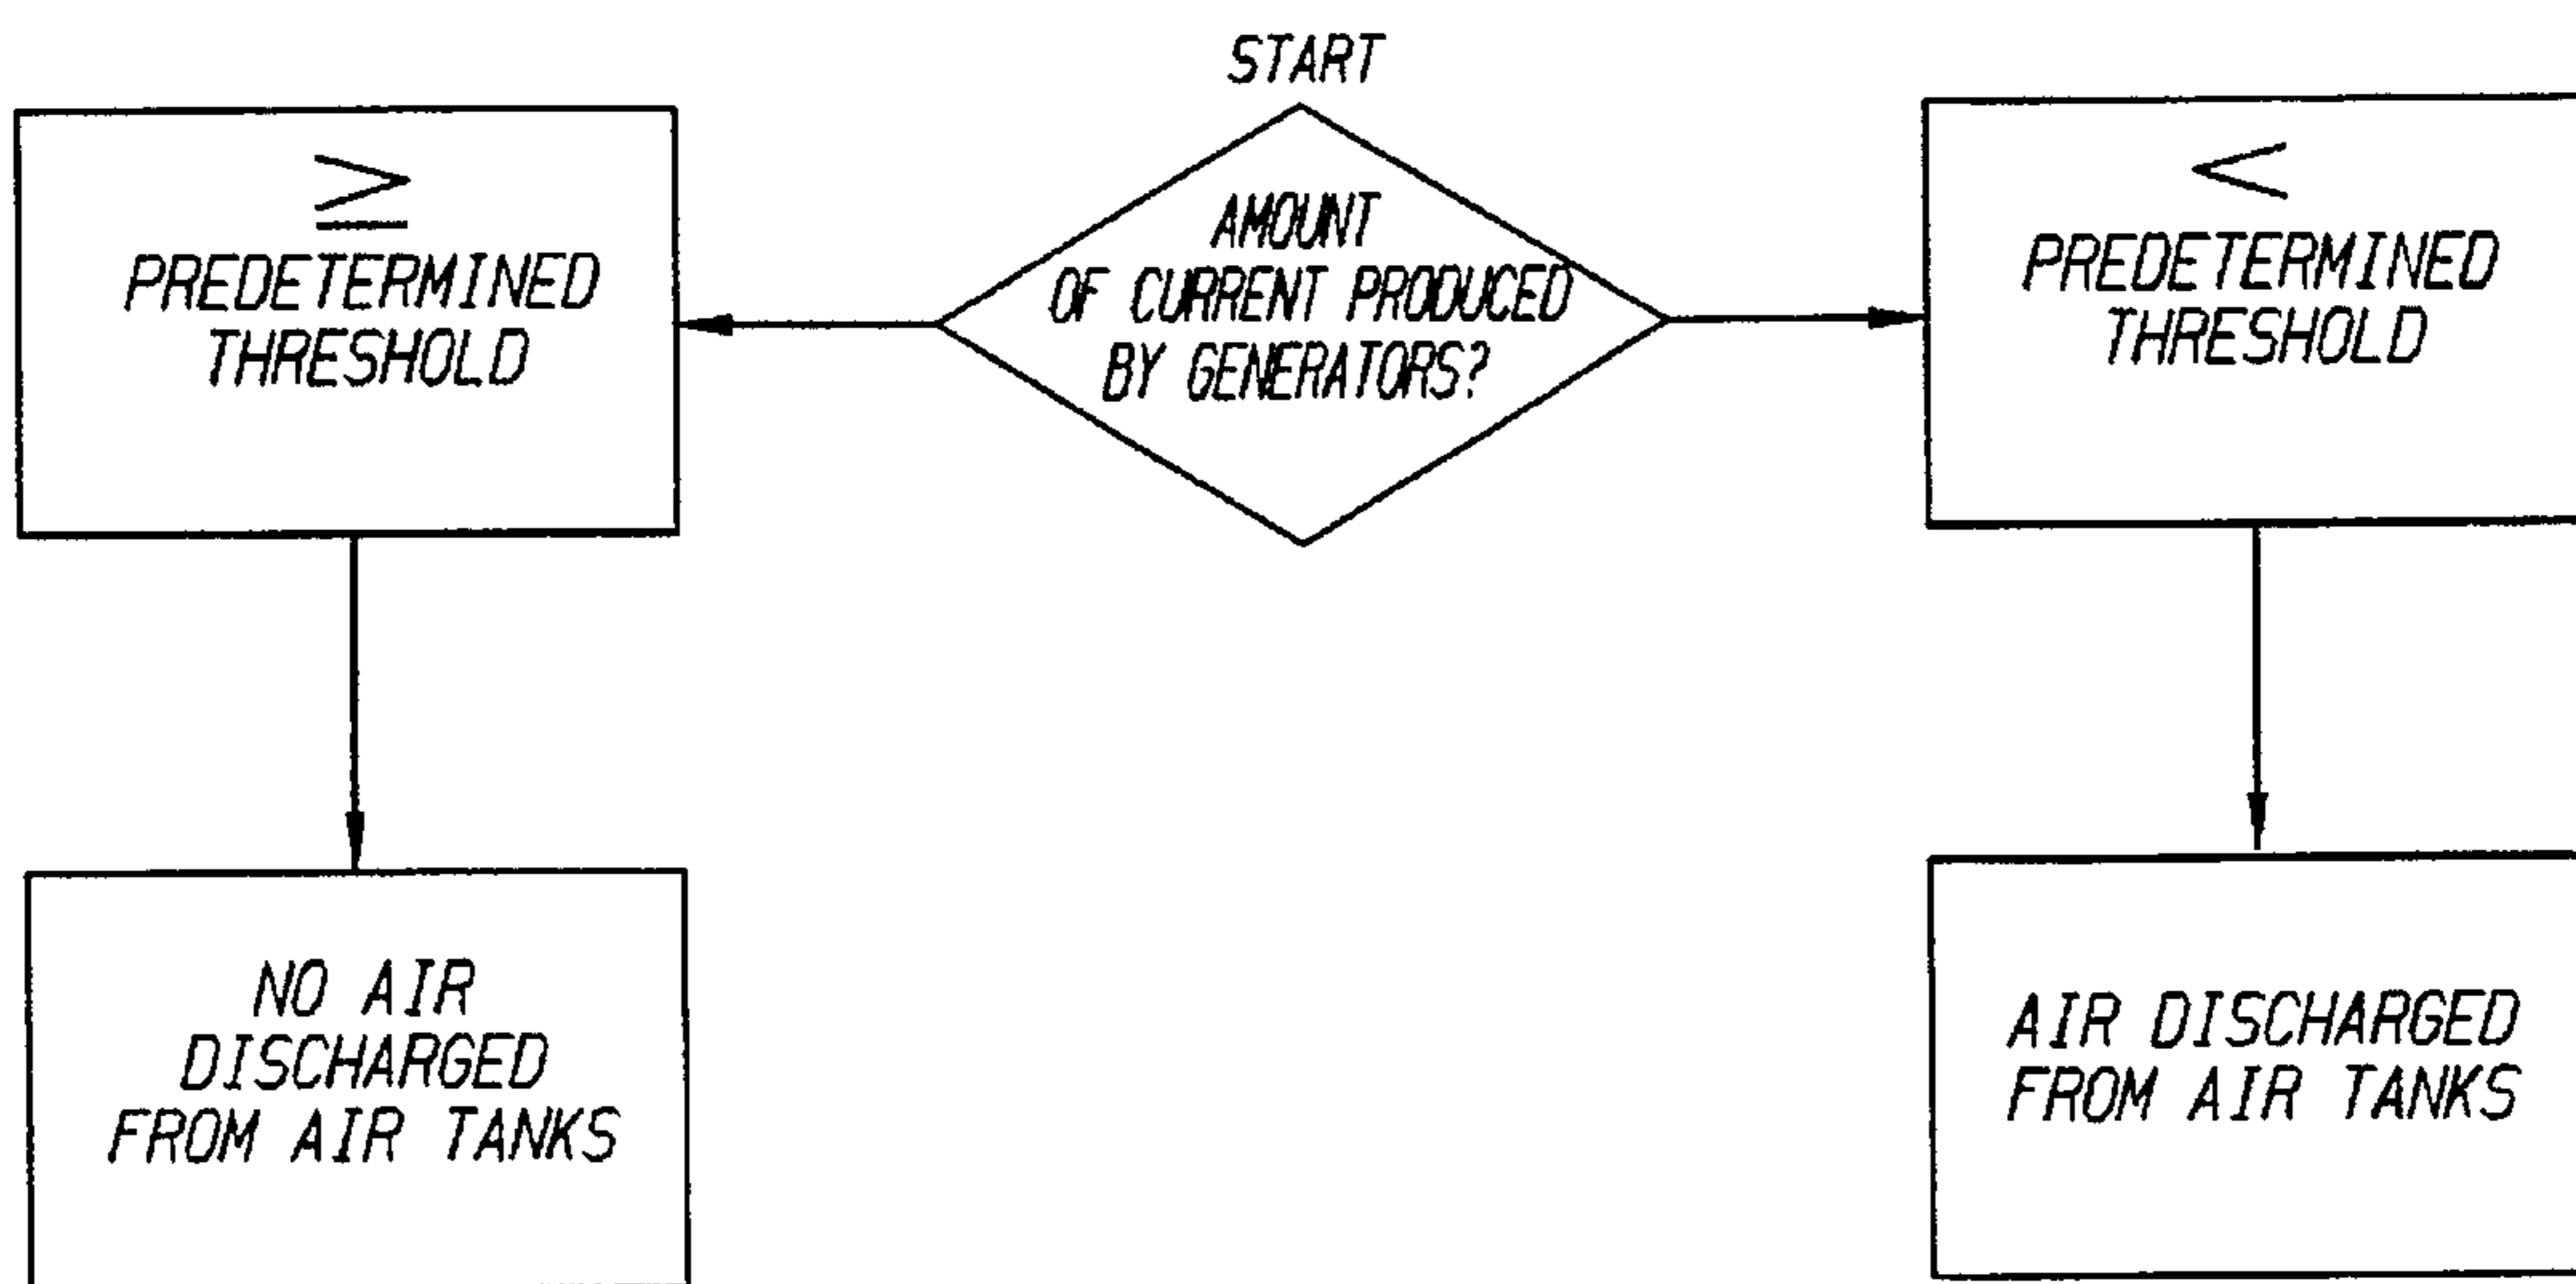 START
AMOUNT
OF CURRENT PRODUCED
BY GENERATORS?
≥
PREDETERMINED
THRESHOLD
<
PREDETERMINED
THRESHOLD
NO AIR
DISCHARGED
FROM AIR TANKS
AIR DISCHARGED
FROM AIR TANKS